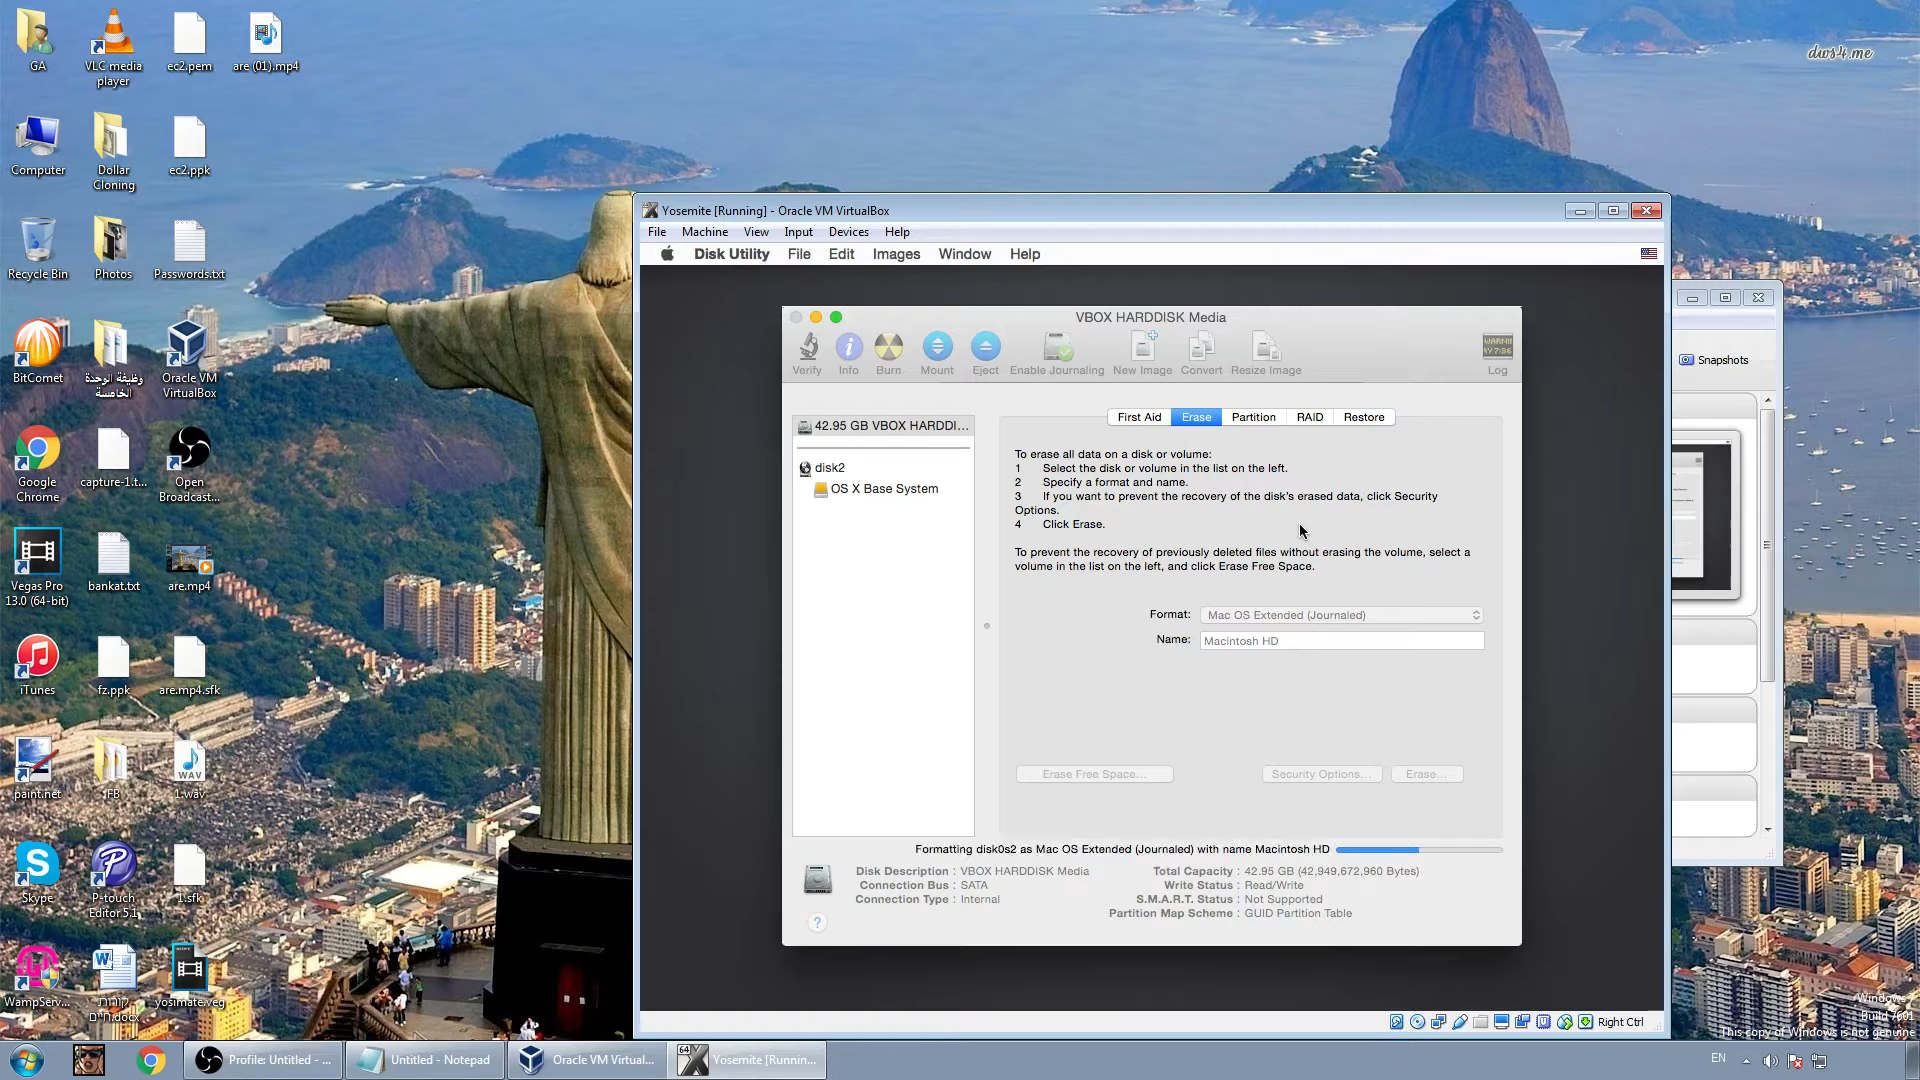 GA
VLC media
player
ec2.pem
are (01).mp4
dws4.me
Computer
Dollar
Cloning
ec2.ppk
Recycle Bin
Photos
Passwords.txt
BitComet
وظيفة الوحدة
الخامسة
Oracle VM
VirtualBox
Google
Chrome
capture-1.t...
Open
Broadcast...
Vegas Pro
13.0 (64-bit)
bankat.txt
are.mp4
iTunes
fz.ppk
are.mp4.sfk
paint.net
FB
WAV
1.wav
Skype
P-touch
Editor 5.1
1.sfk
WampServ...
קורות
חיים.docx
yosimate.veg
Yosemite [Running] - Oracle VM VirtualBox
File Machine View Input Devices Help
Disk Utility File Edit Images Window Help
VBOX HARDDISK Media
Verify Info Burn Mount Eject Enable Journaling New Image Convert Resize Image Log
Snapshots
42.95 GB VBOX HARDDI...
disk2
OS X Base System
First Aid Erase Partition RAID Restore
To erase all data on a disk or volume:
1 Select the disk or volume in the list on the left.
2 Specify a format and name.
3 If you want to prevent the recovery of the disk's erased data, click Security
Options.
4 Click Erase.
To prevent the recovery of previously deleted files without erasing the volume, select a
volume in the list on the left, and click Erase Free Space.
Format: Mac OS Extended (Journaled)
Name: Macintosh HD
Erase Free Space... Security Options... Erase...
Formatting disk0s2 as Mac OS Extended (Journaled) with name Macintosh HD
Disk Description : VBOX HARDDISK Media
Connection Bus : SATA
Connection Type : Internal
Total Capacity : 42.95 GB (42,949,672,960 Bytes)
Write Status : Read/Write
S.M.A.R.T. Status : Not Supported
Partition Map Scheme : GUID Partition Table
?
Right Ctrl
Windows 7
Build 7601
This copy of Windows is not genuine
Profile: Untitled - ...
Untitled - Notepad
Oracle VM Virtual...
64
Yosemite [Runnin...
EN